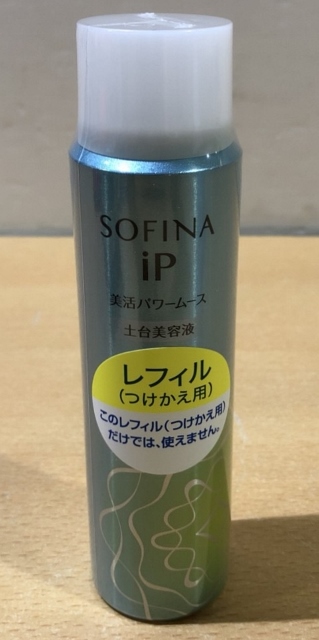 SOFINA
iP
美活パワームース
土台美容液
レフィル
(つけかえ用)
このレフィル(つけかえ用)
だけでは、使えません。